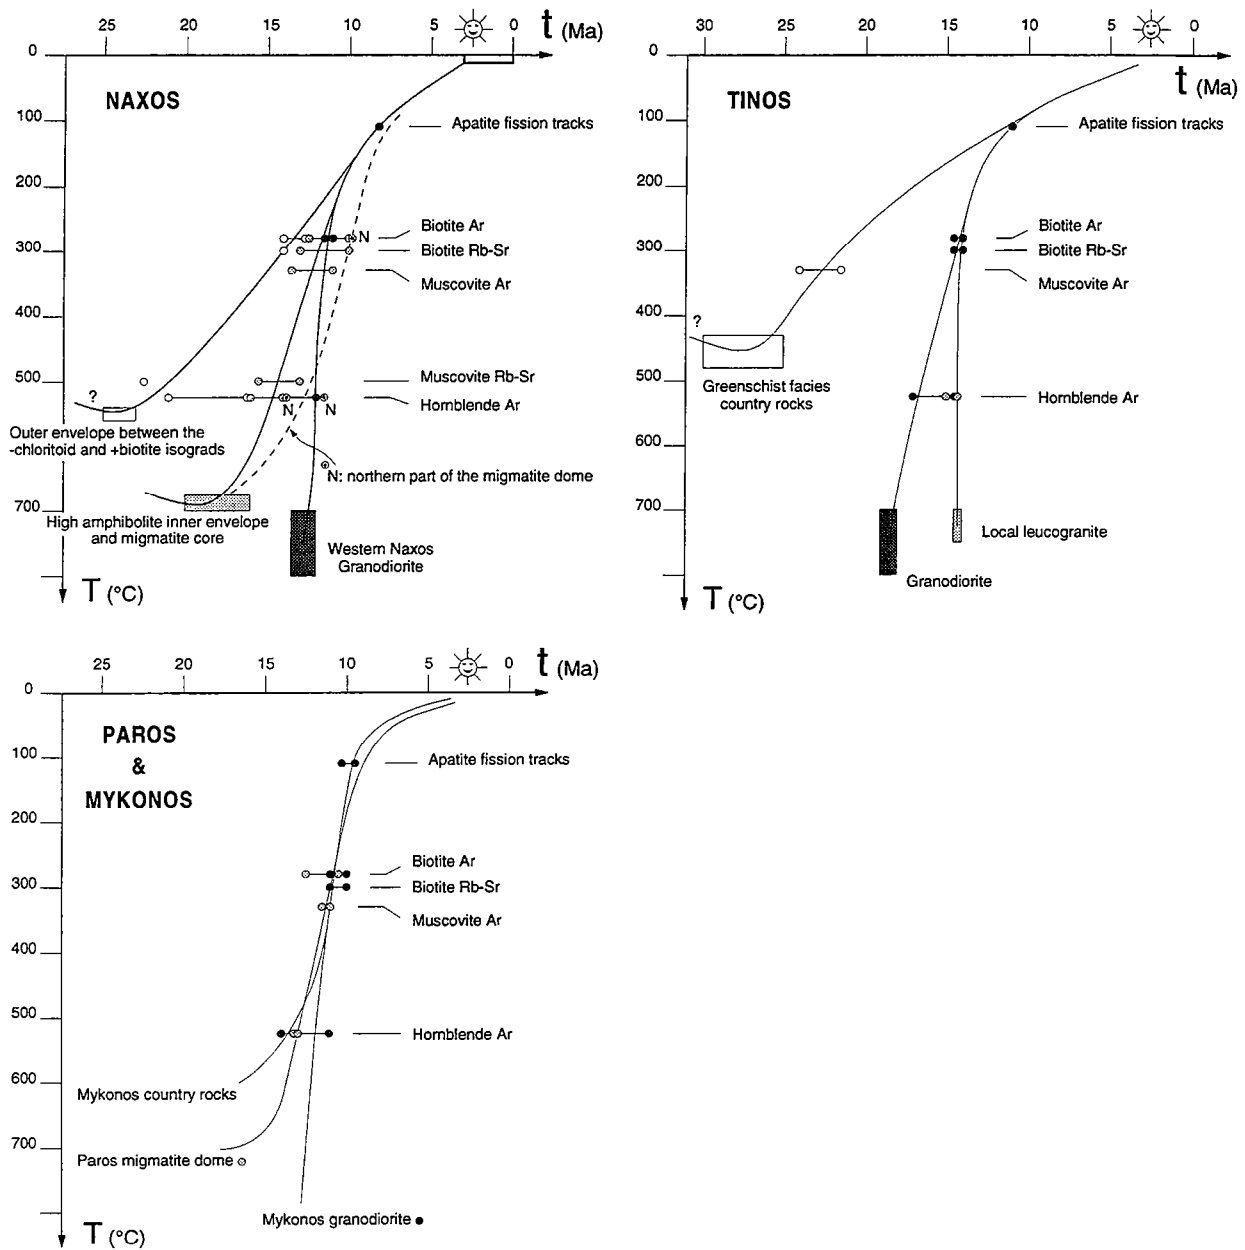 25 20 15 10 5 0 t (Ma)
0
NAXOS
100
Apatite fission tracks
200
Biotite Ar
N
300
Biotite Rb-Sr
Muscovite Ar
400
500
Muscovite Rb-Sr
?
Hornblende Ar
N N
Outer envelope between the
-chloritoid and +biotite isograds
N: northern part of the migmatite dome
700
High amphibolite inner envelope
and migmatite core
Western Naxos
Granodiorite
T (°C)
30 25 20 15 10 5 0
t (Ma)
0
TINOS
100
Apatite fission tracks
200
Biotite Ar
300
Biotite Rb-Sr
Muscovite Ar
400
?
500
Greenschist facies
country rocks
Hornblende Ar
600
700
Local leucogranite
Granodiorite
T (°C)
25 20 15 10 5 0 t (Ma)
0
PAROS
&
MYKONOS
100
Apatite fission tracks
200
Biotite Ar
300
Biotite Rb-Sr
Muscovite Ar
400
500
Hornblende Ar
600
Mykonos country rocks
700
Paros migmatite dome
Mykonos granodiorite
T (°C)